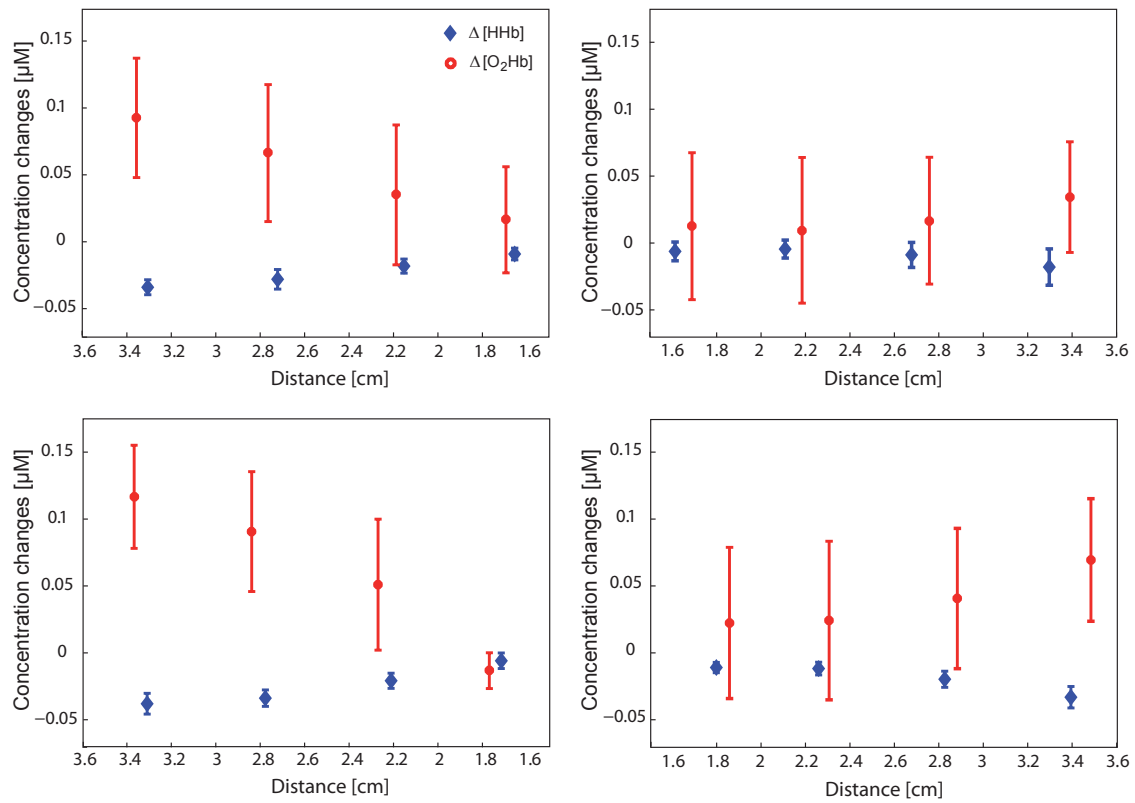 Concentration changes [µM]
0.15
0.1
0.05
0
−0.05
Δ[HHb]
Δ[O₂Hb]
3.6 3.4 3.2 2.8 2.6 2.4 2.2 2 1.8 1.6
Distance [cm]
Concentration changes [µM]
0.15
0.1
0.05
0
−0.05
1.6 1.8 2 2.2 2.4 2.6 2.8 3 3.2 3.4 3.6
Distance [cm]
Concentration changes [µM]
0.15
0.1
0.05
0
−0.05
3.6 3.4 3.2 2.8 2.6 2.4 2.2 2 1.8 1.6
Distance [cm]
Concentration changes [µM]
0.15
0.1
0.05
0
−0.05
1.6 1.8 2 2.2 2.4 2.6 2.8 3 3.2 3.4 3.6
Distance [cm]